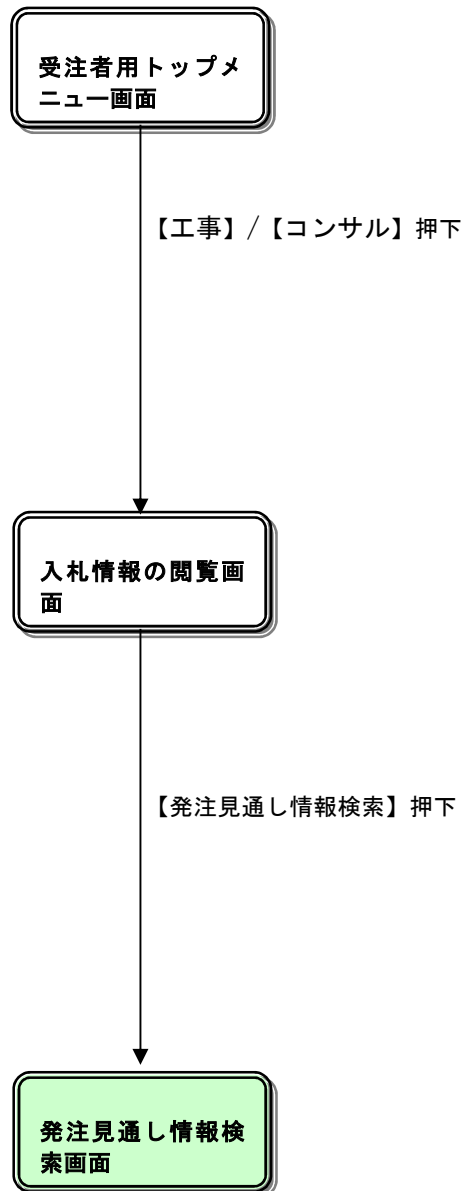 受注者用トップメ
ニュー画面
【工事】/【コンサル】押下
入札情報の閲覧画
面
【発注見通し情報検索】押下
発注見通し情報検
索画面